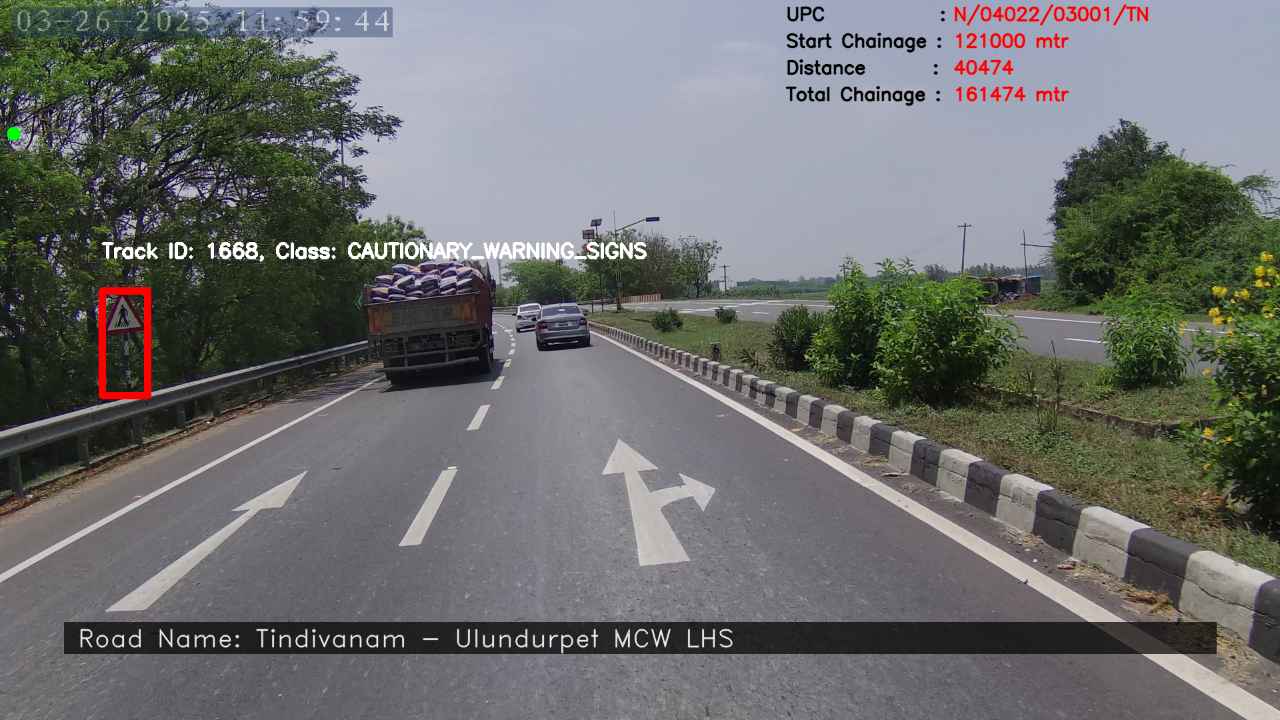 03-26-2025 11:59:44
UPC : N/04022/03001/TN
Start Chainage : 121000 mtr
Distance : 40474
Total Chainage : 161474 mtr
Track ID: 1668, Class: CAUTIONARY_WARNING_SIGNS
Road Name: Tindivanam - Ulundurpet MCW LHS